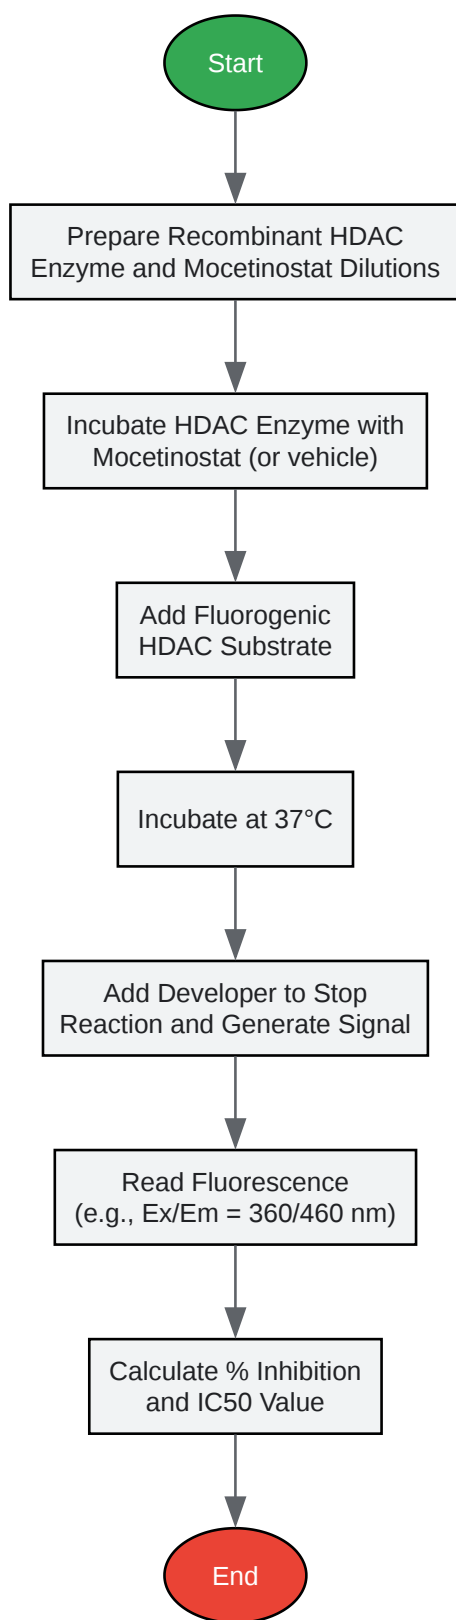 Start
Prepare Recombinant HDAC
Enzyme and Mocetinostat Dilutions
Incubate HDAC Enzyme with
Mocetinostat (or vehicle)
Add Fluorogenic
HDAC Substrate
Incubate at 37°C
Add Developer to Stop
Reaction and Generate Signal
Read Fluorescence
(e.g., Ex/Em = 360/460 nm)
Calculate % Inhibition
and IC50 Value
End